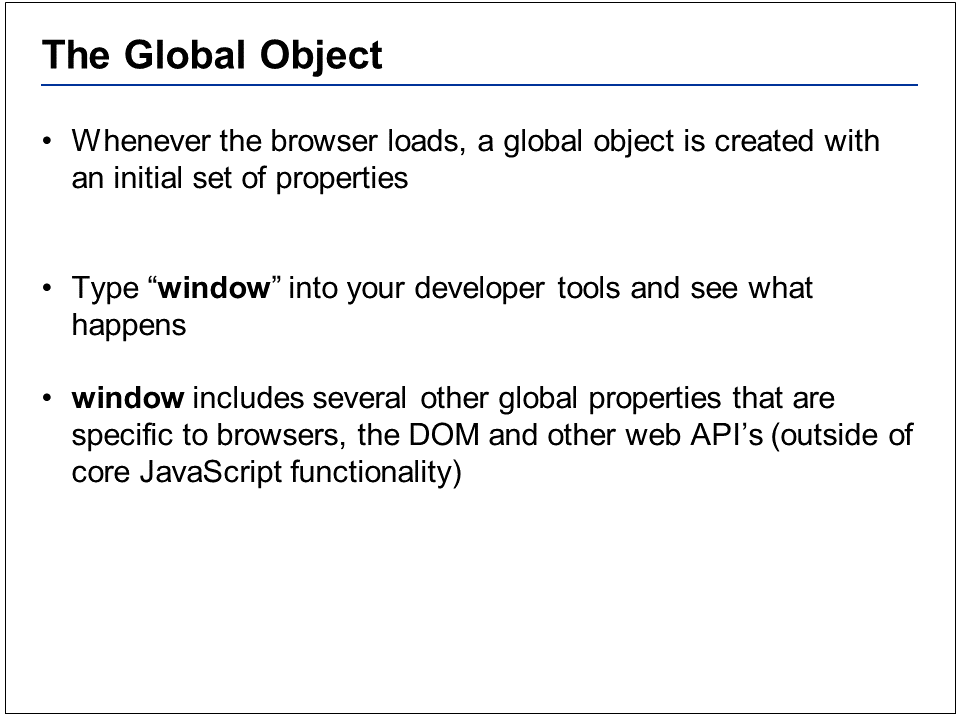 The Global Object
• Whenever the browser loads, a global object is created with
an initial set of properties
• Type “window” into your developer tools and see what
happens
• window includes several other global properties that are
specific to browsers, the DOM and other web API’s (outside of
core JavaScript functionality)